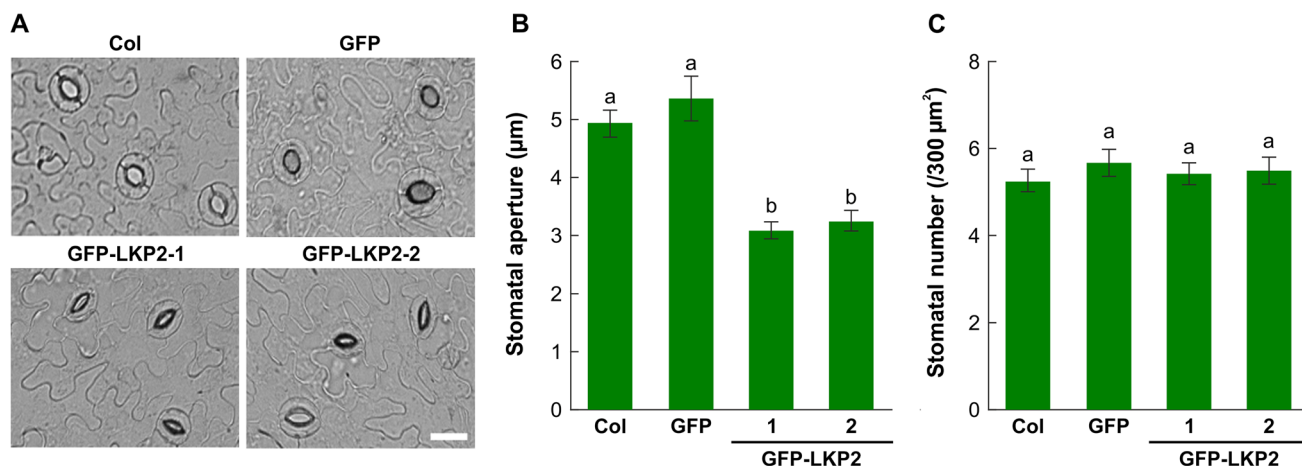 A
Col GFP
GFP-LKP2-1 GFP-LKP2-2
B
Stomatal aperture (μm)
6
5
4
3
2
1
0
a
a
b
b
Col GFP 1 2
GFP-LKP2
C
Stomatal number (/300 μm²)
8
6
4
2
0
a
a
a
a
Col GFP 1 2
GFP-LKP2